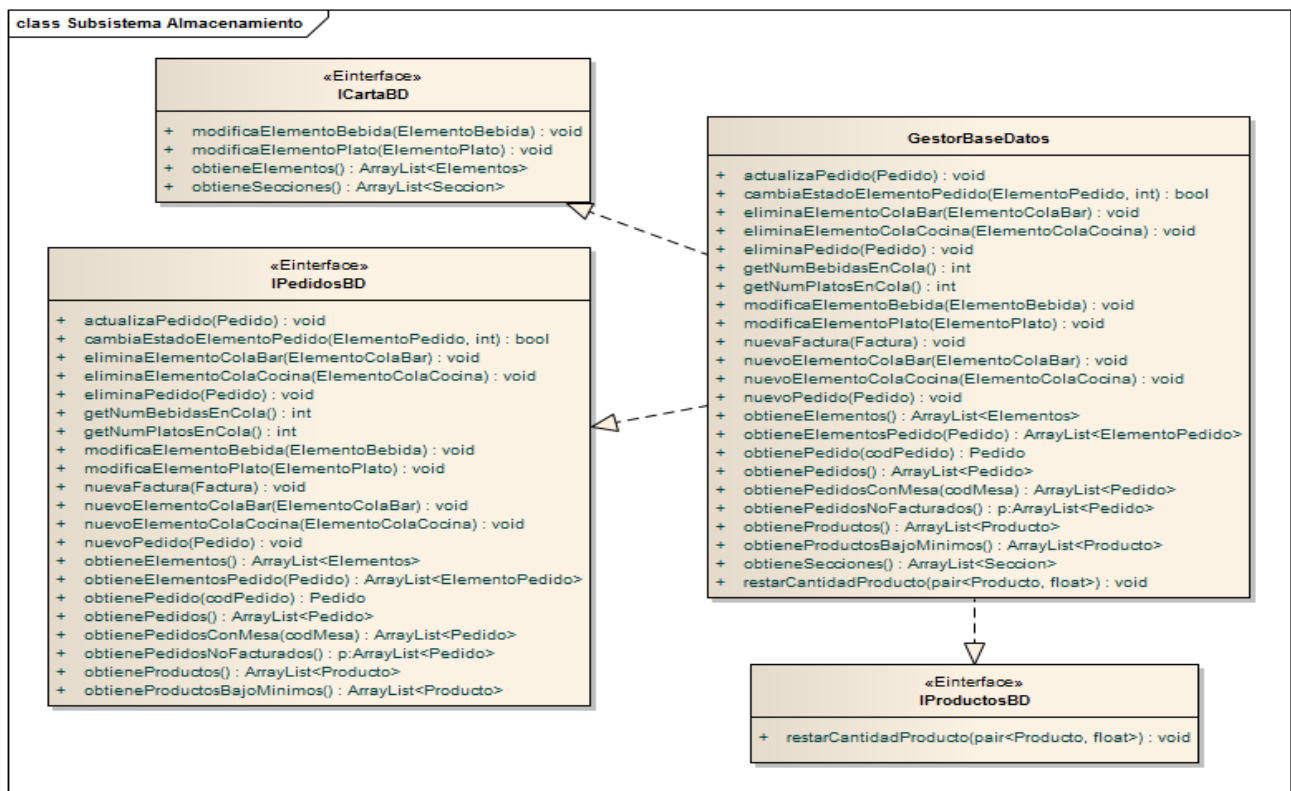 class Subsistema Almacenamiento
«Einterface»
ICartaBD
+ modificaElementoBebida(ElementoBebida) : void
+ modificaElementoPlato(ElementoPlato) : void
+ obtieneElementos() : ArrayList<Elementos>
+ obtieneSecciones() : ArrayList<Seccion>
«Einterface»
IPedidosBD
+ actualizaPedido(Pedido) : void
+ cambiaEstadoElementoPedido(ElementoPedido, int) : bool
+ eliminaElementoColaBar(ElementoColaBar) : void
+ eliminaElementoColaCocina(ElementoColaCocina) : void
+ eliminaPedido(Pedido) : void
+ getNumBebidasEnCola() : int
+ getNumPlatosEnCola() : int
+ modificaElementoBebida(ElementoBebida) : void
+ modificaElementoPlato(ElementoPlato) : void
+ nuevaFactura(Factura) : void
+ nuevoElementoColaBar(ElementoColaBar) : void
+ nuevoElementoColaCocina(ElementoColaCocina) : void
+ nuevoPedido(Pedido) : void
+ obtieneElementos() : ArrayList<Elementos>
+ obtieneElementosPedido(Pedido) : ArrayList<ElementoPedido>
+ obtienePedido(codPedido) : Pedido
+ obtienePedidos() : ArrayList<Pedido>
+ obtienePedidosConMesa(codMesa) : ArrayList<Pedido>
+ obtienePedidosNoFacturados() : p:ArrayList<Pedido>
+ obtieneProductos() : ArrayList<Producto>
+ obtieneProductosBajoMinimos() : ArrayList<Producto>
GestorBaseDatos
+ actualizaPedido(Pedido) : void
+ cambiaEstadoElementoPedido(ElementoPedido, int) : bool
+ eliminaElementoColaBar(ElementoColaBar) : void
+ eliminaElementoColaCocina(ElementoColaCocina) : void
+ eliminaPedido(Pedido) : void
+ getNumBebidasEnCola() : int
+ getNumPlatosEnCola() : int
+ modificaElementoBebida(ElementoBebida) : void
+ modificaElementoPlato(ElementoPlato) : void
+ nuevaFactura(Factura) : void
+ nuevoElementoColaBar(ElementoColaBar) : void
+ nuevoElementoColaCocina(ElementoColaCocina) : void
+ nuevoPedido(Pedido) : void
+ obtieneElementos() : ArrayList<Elementos>
+ obtieneElementosPedido(Pedido) : ArrayList<ElementoPedido>
+ obtienePedido(codPedido) : Pedido
+ obtienePedidos() : ArrayList<Pedido>
+ obtienePedidosConMesa(codMesa) : ArrayList<Pedido>
+ obtienePedidosNoFacturados() : p:ArrayList<Pedido>
+ obtieneProductos() : ArrayList<Producto>
+ obtieneProductosBajoMinimos() : ArrayList<Producto>
+ obtieneSecciones() : ArrayList<Seccion>
+ restarCantidadProducto(pair<Producto, float>) : void
«Einterface»
IProductosBD
+ restarCantidadProducto(pair<Producto, float>) : void